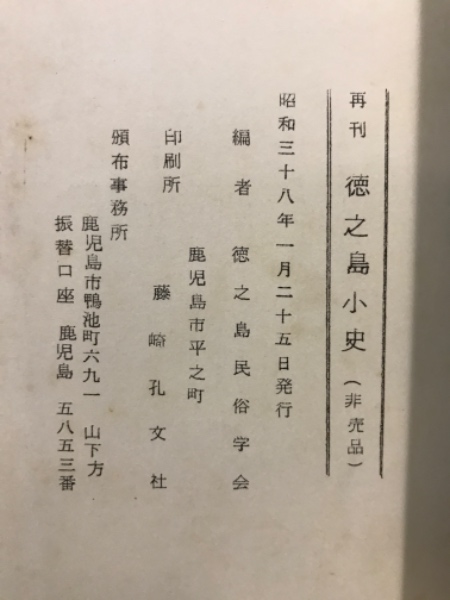 再刊 徳之島小史（非売品）
昭和三十八年一月二十五日発行
編者 徳之島民俗学会
鹿児島市平之町
印刷所 藤崎孔文社
頒布事務所
鹿児島市鴨池町六九一 山下方
振替口座 鹿児島 五八五三番